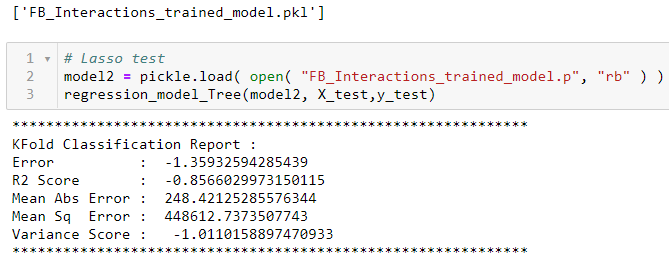 ['FB_Interactions_trained_model.pkl']
1 # Lasso test
2 model2 = pickle.load( open( "FB_Interactions_trained_model.p", "rb" ) )
3 regression_model_Tree(model2, X_test,y_test)
**************************************************************
KFold Classification Report :
Error          :  -1.35932594285439
R2 Score       :  -0.8566029973150115
Mean Abs Error :  248.42125285576344
Mean Sq  Error :  448612.7373507743
Variance Score :   -1.0110158897470933
**************************************************************